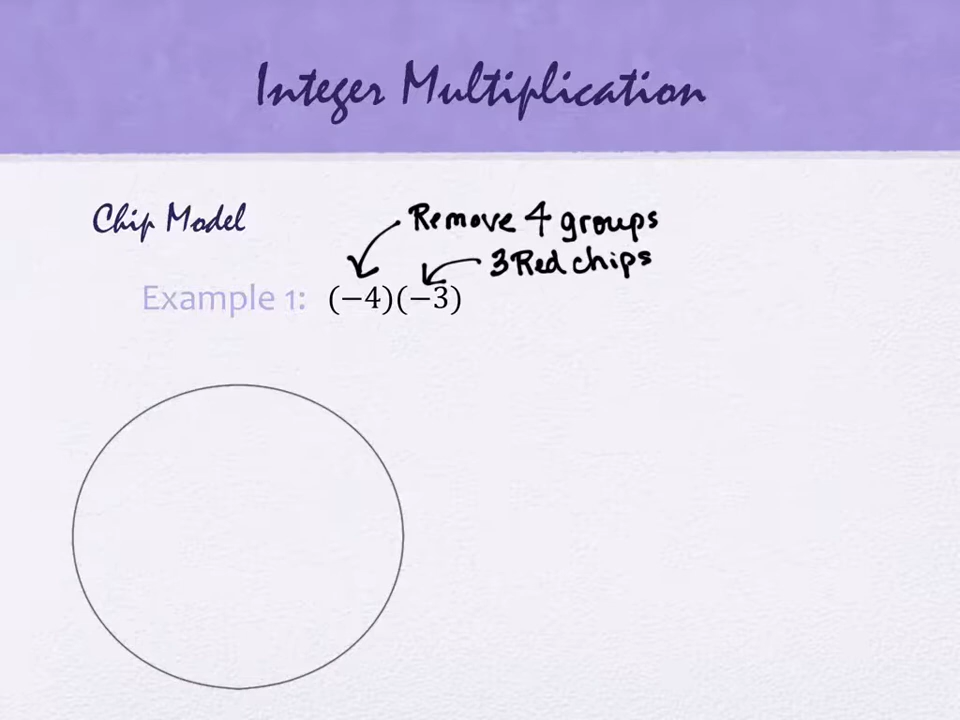 Integer Multiplication
Chip Model
Remove 4 groups
3 Red chips
Example 1: (−4)(−3)